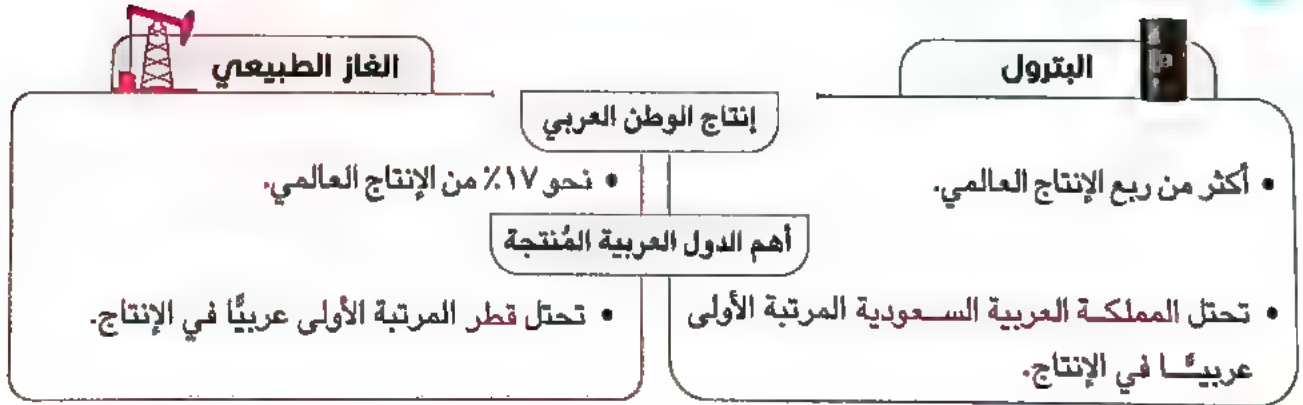 البترول
الغاز الطبيعي
إنتاج الوطن العربي
• أكثر من ربع الإنتاج العالمي.
• نحو ١٧٪ من الإنتاج العالمي.
أهم الدول العربية المُنتجة
• تحتل المملكة العربية السعودية المرتبة الأولى
عربيًّا في الإنتاج.
• تحتل قطر المرتبة الأولى عربيًّا في الإنتاج.